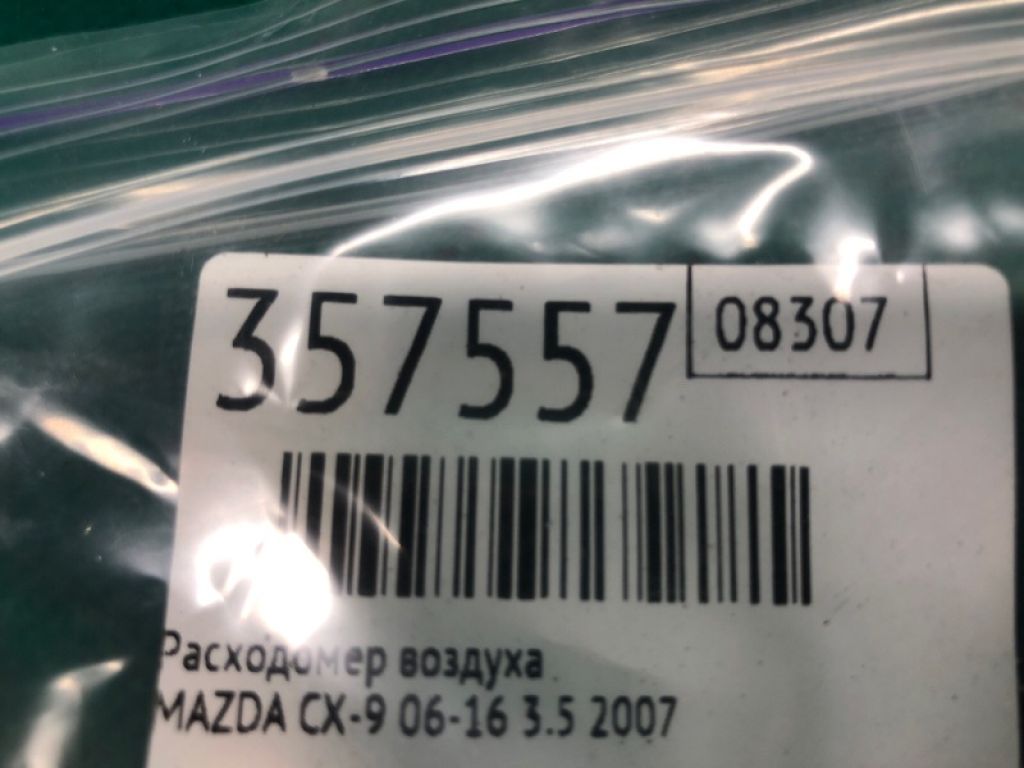 357557
08307
Расходомер воздуха
MAZDA CX-9 06-16 3.5 2007